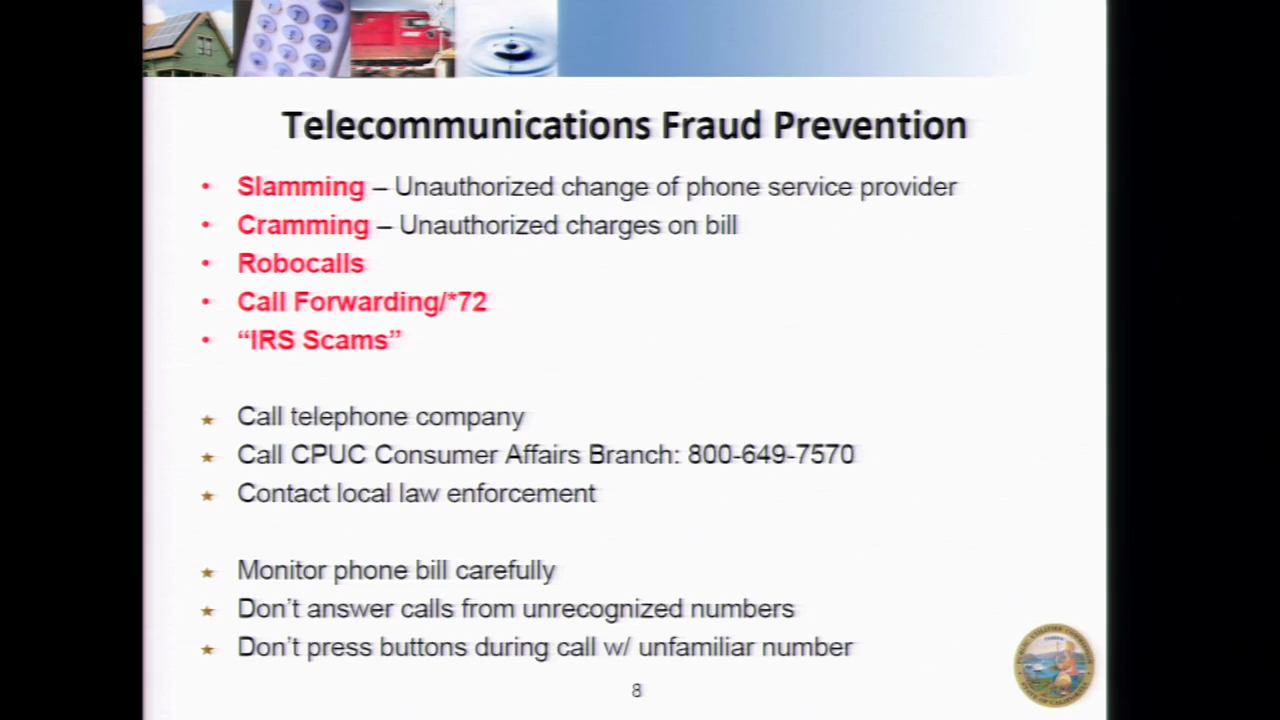 Telecommunications Fraud Prevention
• Slamming – Unauthorized change of phone service provider
• Cramming – Unauthorized charges on bill
• Robocalls
• Call Forwarding/*72
• “IRS Scams”
★ Call telephone company
★ Call CPUC Consumer Affairs Branch: 800-649-7570
★ Contact local law enforcement
★ Monitor phone bill carefully
★ Don’t answer calls from unrecognized numbers
★ Don’t press buttons during call w/ unfamiliar number
8